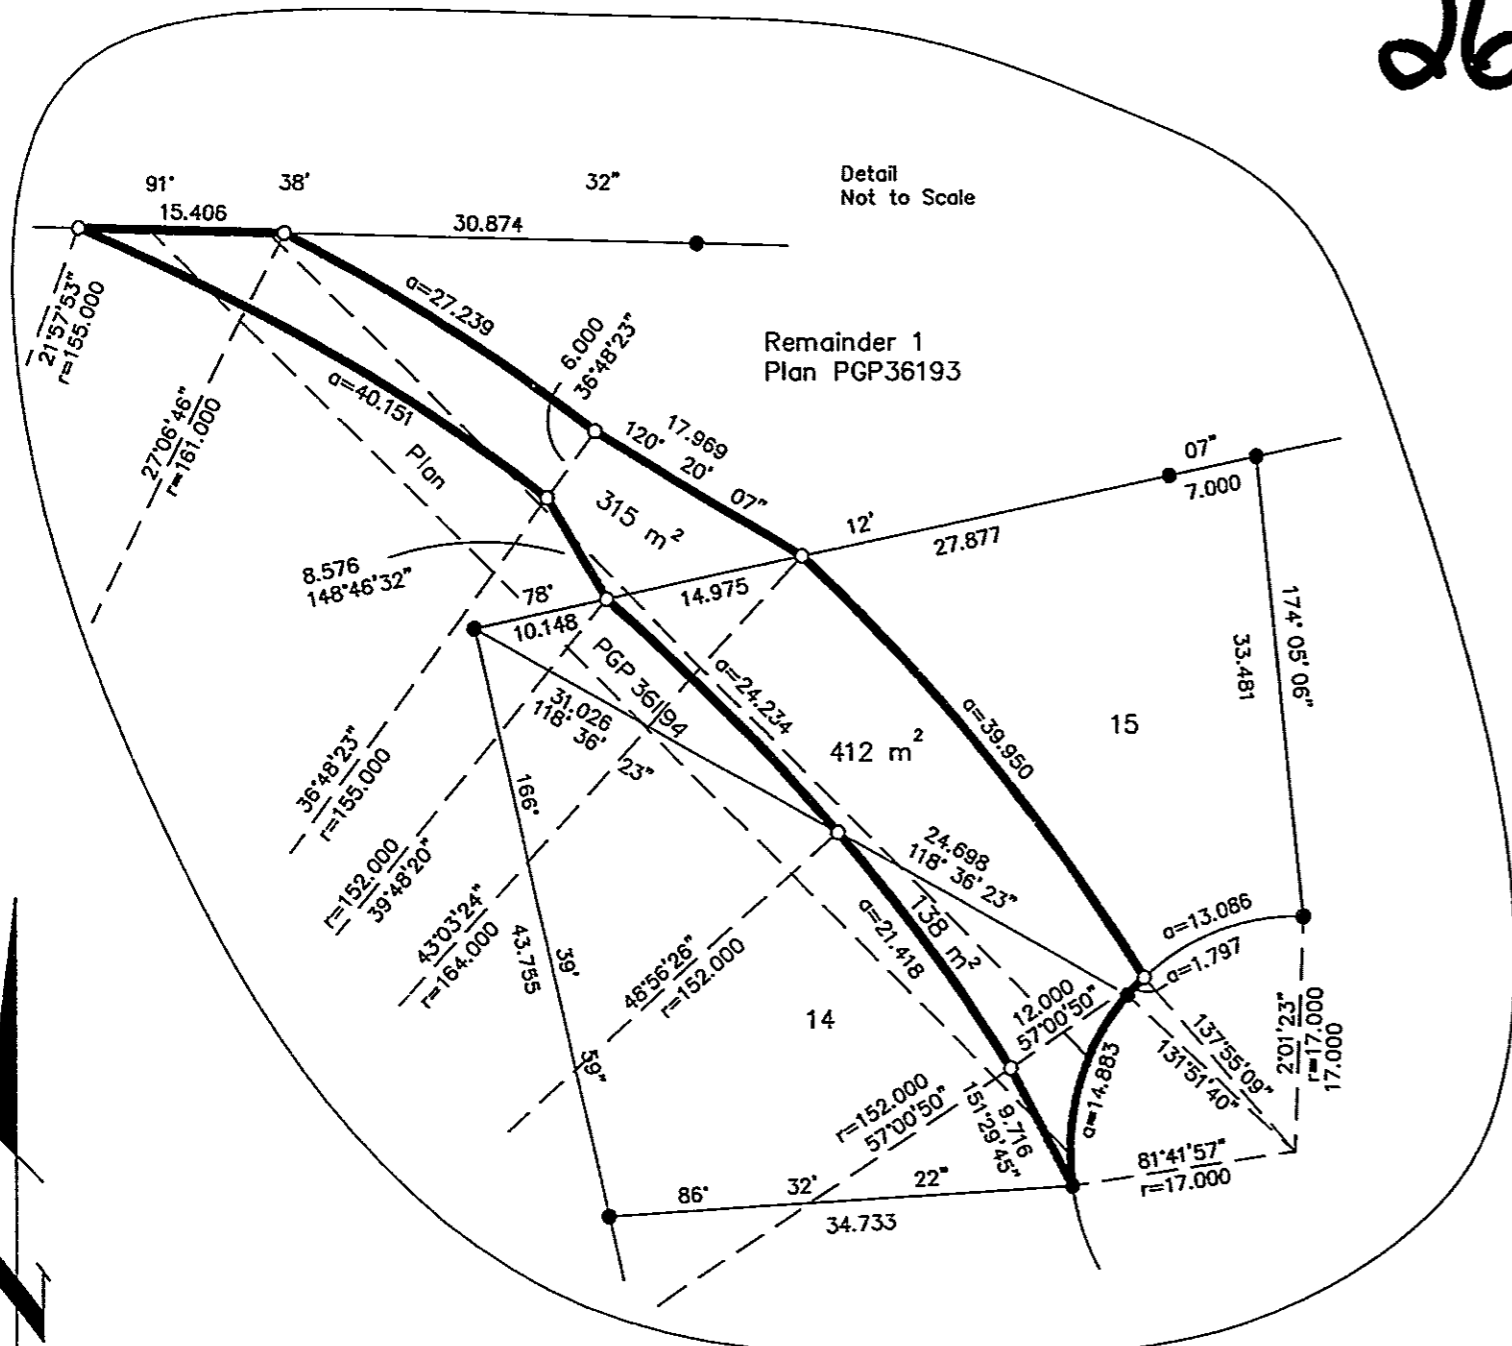 26
Detail
Not to Scale
91° 38' 32"
15.406
30.874
a=27.239
21°57'53"
r=155.000
a=40.151
27°06'46"
r=161.000
6.000
36°48'23"
Remainder 1
Plan PGP36193
17.969
120° 20' 07"
Plan
315 m²
8.576
148°46'32"
78° 12' 07"
10.148
14.975
27.877
7.000
174° 05' 06"
33.481
PGP 36194
31.026
118° 36' 23"
a=24.234
412 m²
a=39.950
15
36°48'23"
r=155.000
r=152.000
39°48'20"
43°03'24"
r=164.000
166° 39' 59"
43.755
48°56'26"
r=152.000
24.698
118° 36' 23"
a=21.418
138 m²
a=13.086
a=1.797
14
12.000
57°00'50"
137°55'09"
131°51'40"
2°01'23"
r=17.000
17.000
a=14.883
r=152.000
57°00'50"
9.716
151°29'45"
81°41'57"
r=17.000
86° 32' 22"
34.733